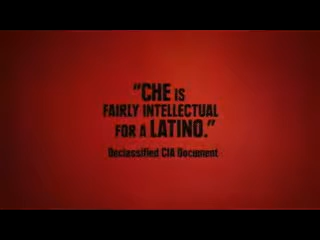 "CHE IS
FAIRLY INTELLECTUAL
FOR A LATINO."
Declassified CIA Document